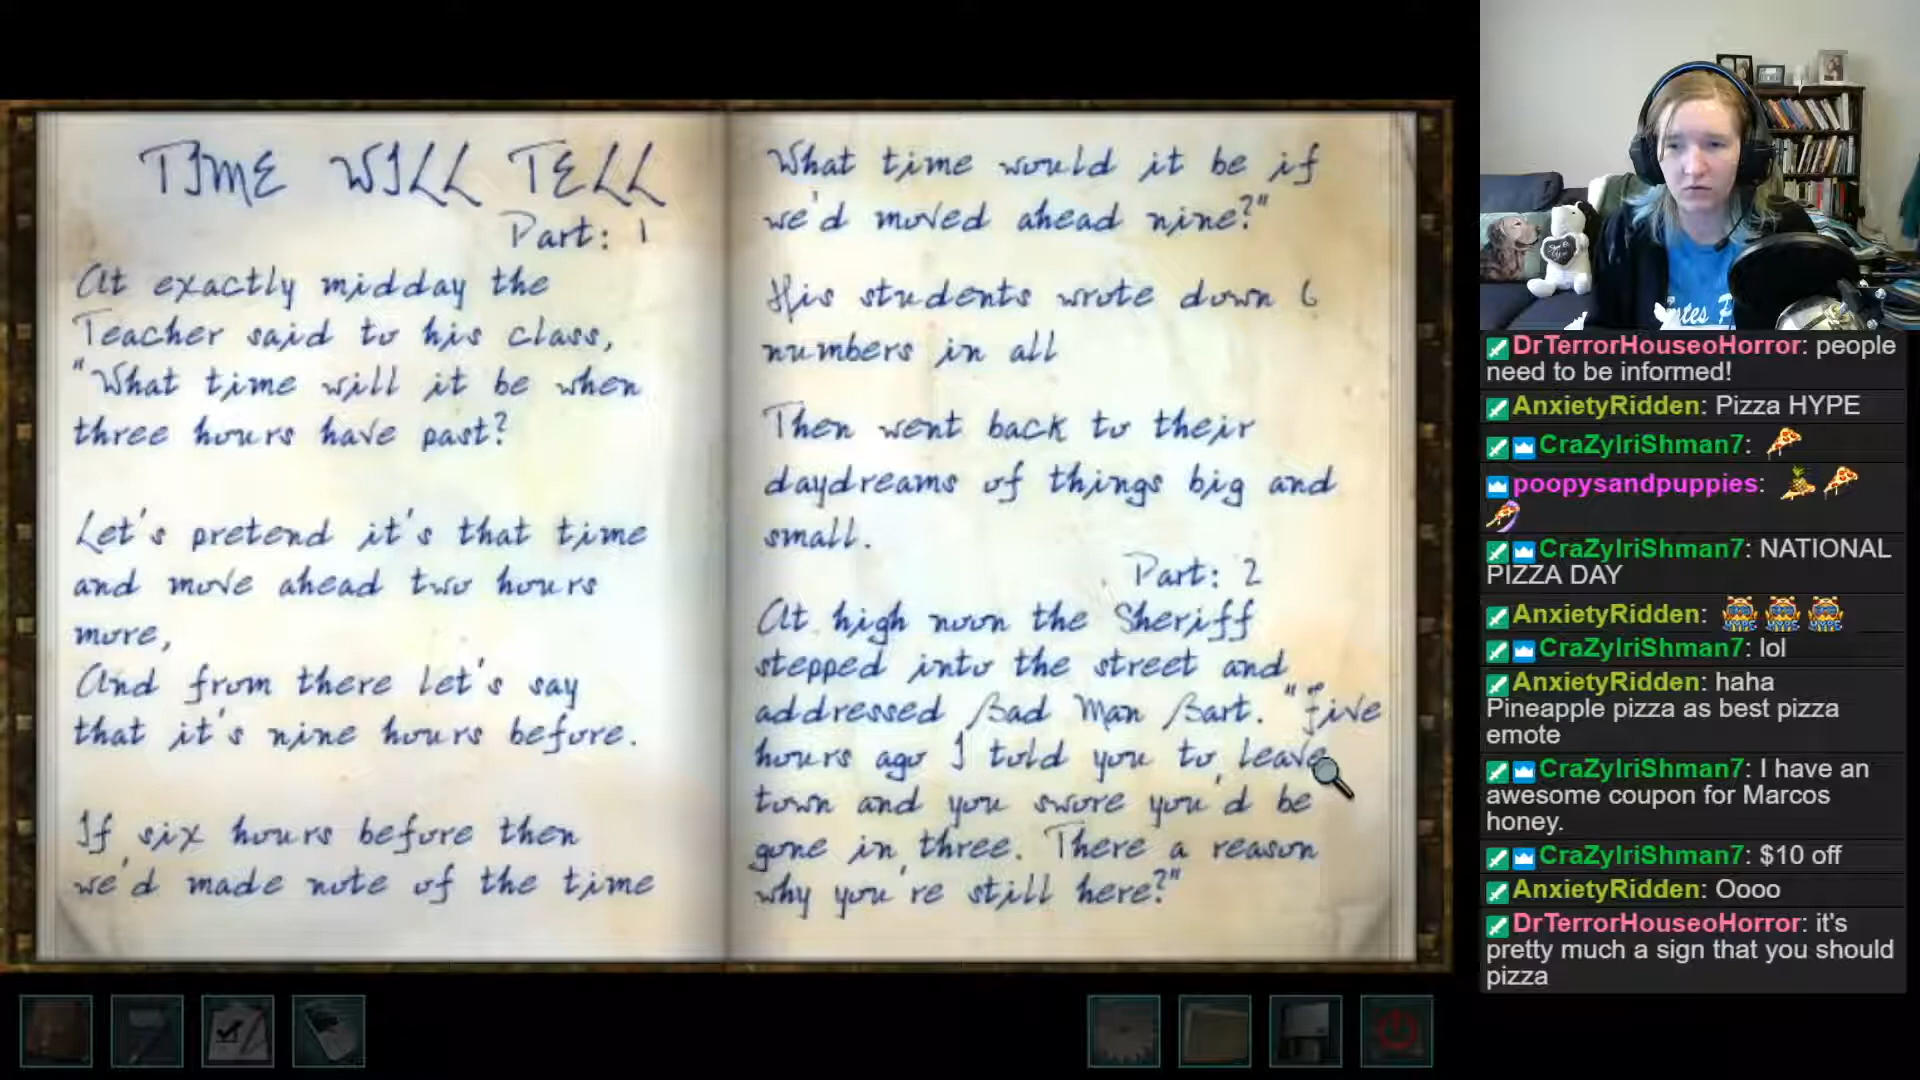 TIME WILL TELL
Part: 1
At exactly midday the
Teacher said to his class,
"What time will it be when
three hours have past?
Let's pretend it's that time
and move ahead two hours
more,
And from there let's say
that it's nine hours before.
If six hours before then
we'd made note of the time
What time would it be if
we'd moved ahead nine?"
His students wrote down 6
numbers in all
Then went back to their
daydreams of things big and
small.
Part: 2
At high noon the Sheriff
stepped into the street and
addressed Bad Man Bart. "Five
hours ago I told you to leave
town and you swore you'd be
gone in three. There a reason
why you're still here?"
DrTerrorHouseoHorror: people
need to be informed!
AnxietyRidden: Pizza HYPE
CraZyIriShman7:
poopysandpuppies:
CraZyIriShman7: NATIONAL
PIZZA DAY
AnxietyRidden:
CraZyIriShman7: lol
AnxietyRidden: haha
Pineapple pizza as best pizza
emote
CraZyIriShman7: I have an
awesome coupon for Marcos
honey.
CraZyIriShman7: $10 off
AnxietyRidden: Oooo
DrTerrorHouseoHorror: it's
pretty much a sign that you should
pizza